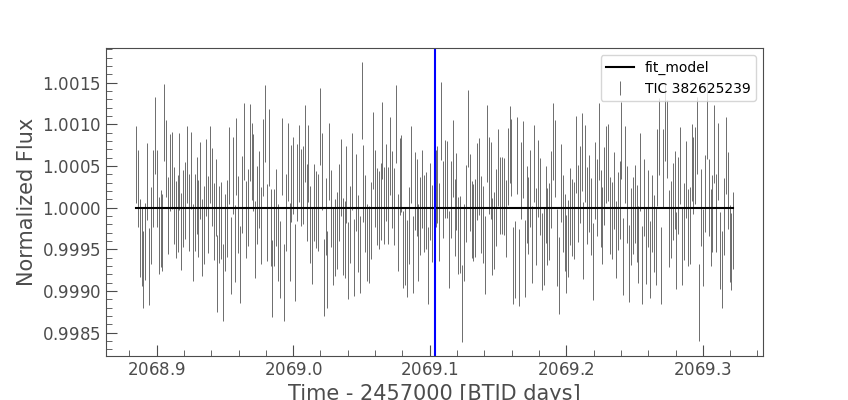 fit_model
TIC 382625239
1.0015
1.0010
1.0005
1.0000
0.9995
0.9990
0.9985
Normalized Flux
2068.9 2069.0 2069.1 2069.2 2069.3
Time - 2457000 [BTJD days]